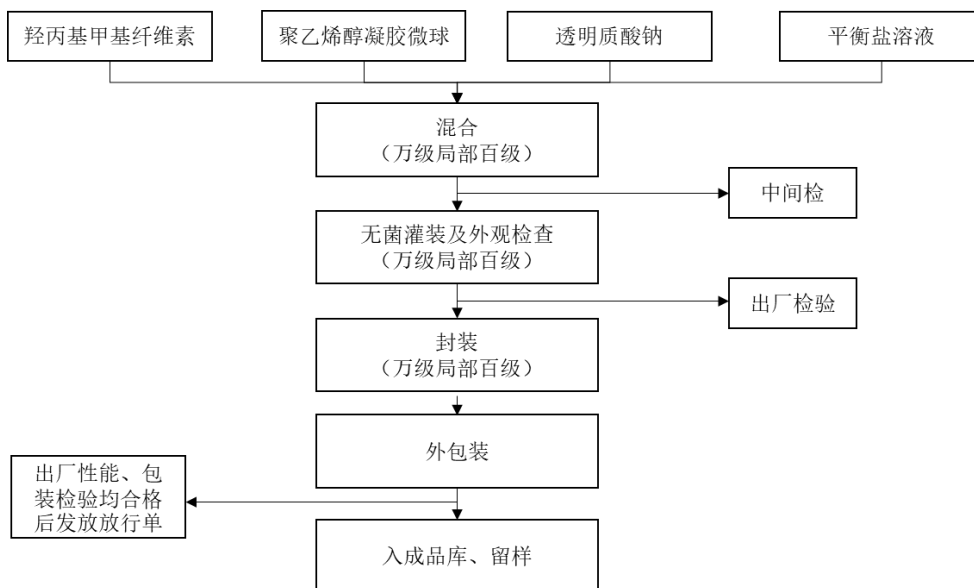 羟丙基甲基纤维素
聚乙烯醇凝胶微球
透明质酸钠
平衡盐溶液
混合
（万级局部百级）
中间检
无菌灌装及外观检查
（万级局部百级）
出厂检验
封装
（万级局部百级）
外包装
出厂性能、包
装检验均合格
后发放放行单
入成品库、留样